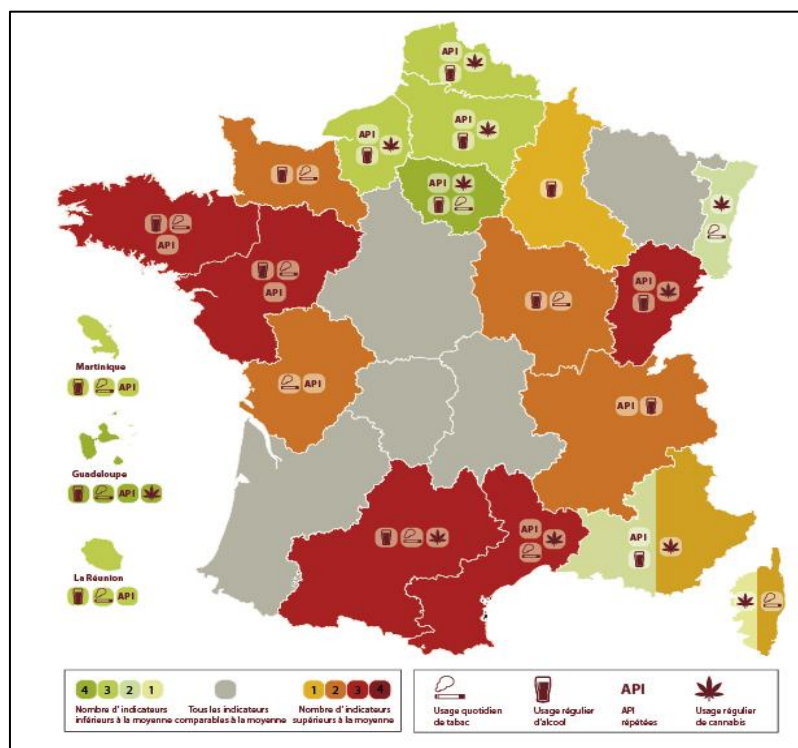 API
API
API
API
API
API
API
API
API
API
API
Martinique
API
Guadeloupe
API
La Réunion
API
4 3 2 1
Nombre d' indicateurs
inférieurs à la moyenne
Tous les indicateurs
comparables à la moyenne
1 2 3 4
Nombre d' indicateurs
supérieurs à la moyenne
Usage quotidien
de tabac
Usage régulier
d'alcool
API
API
répétées
Usage régulier
de cannabis